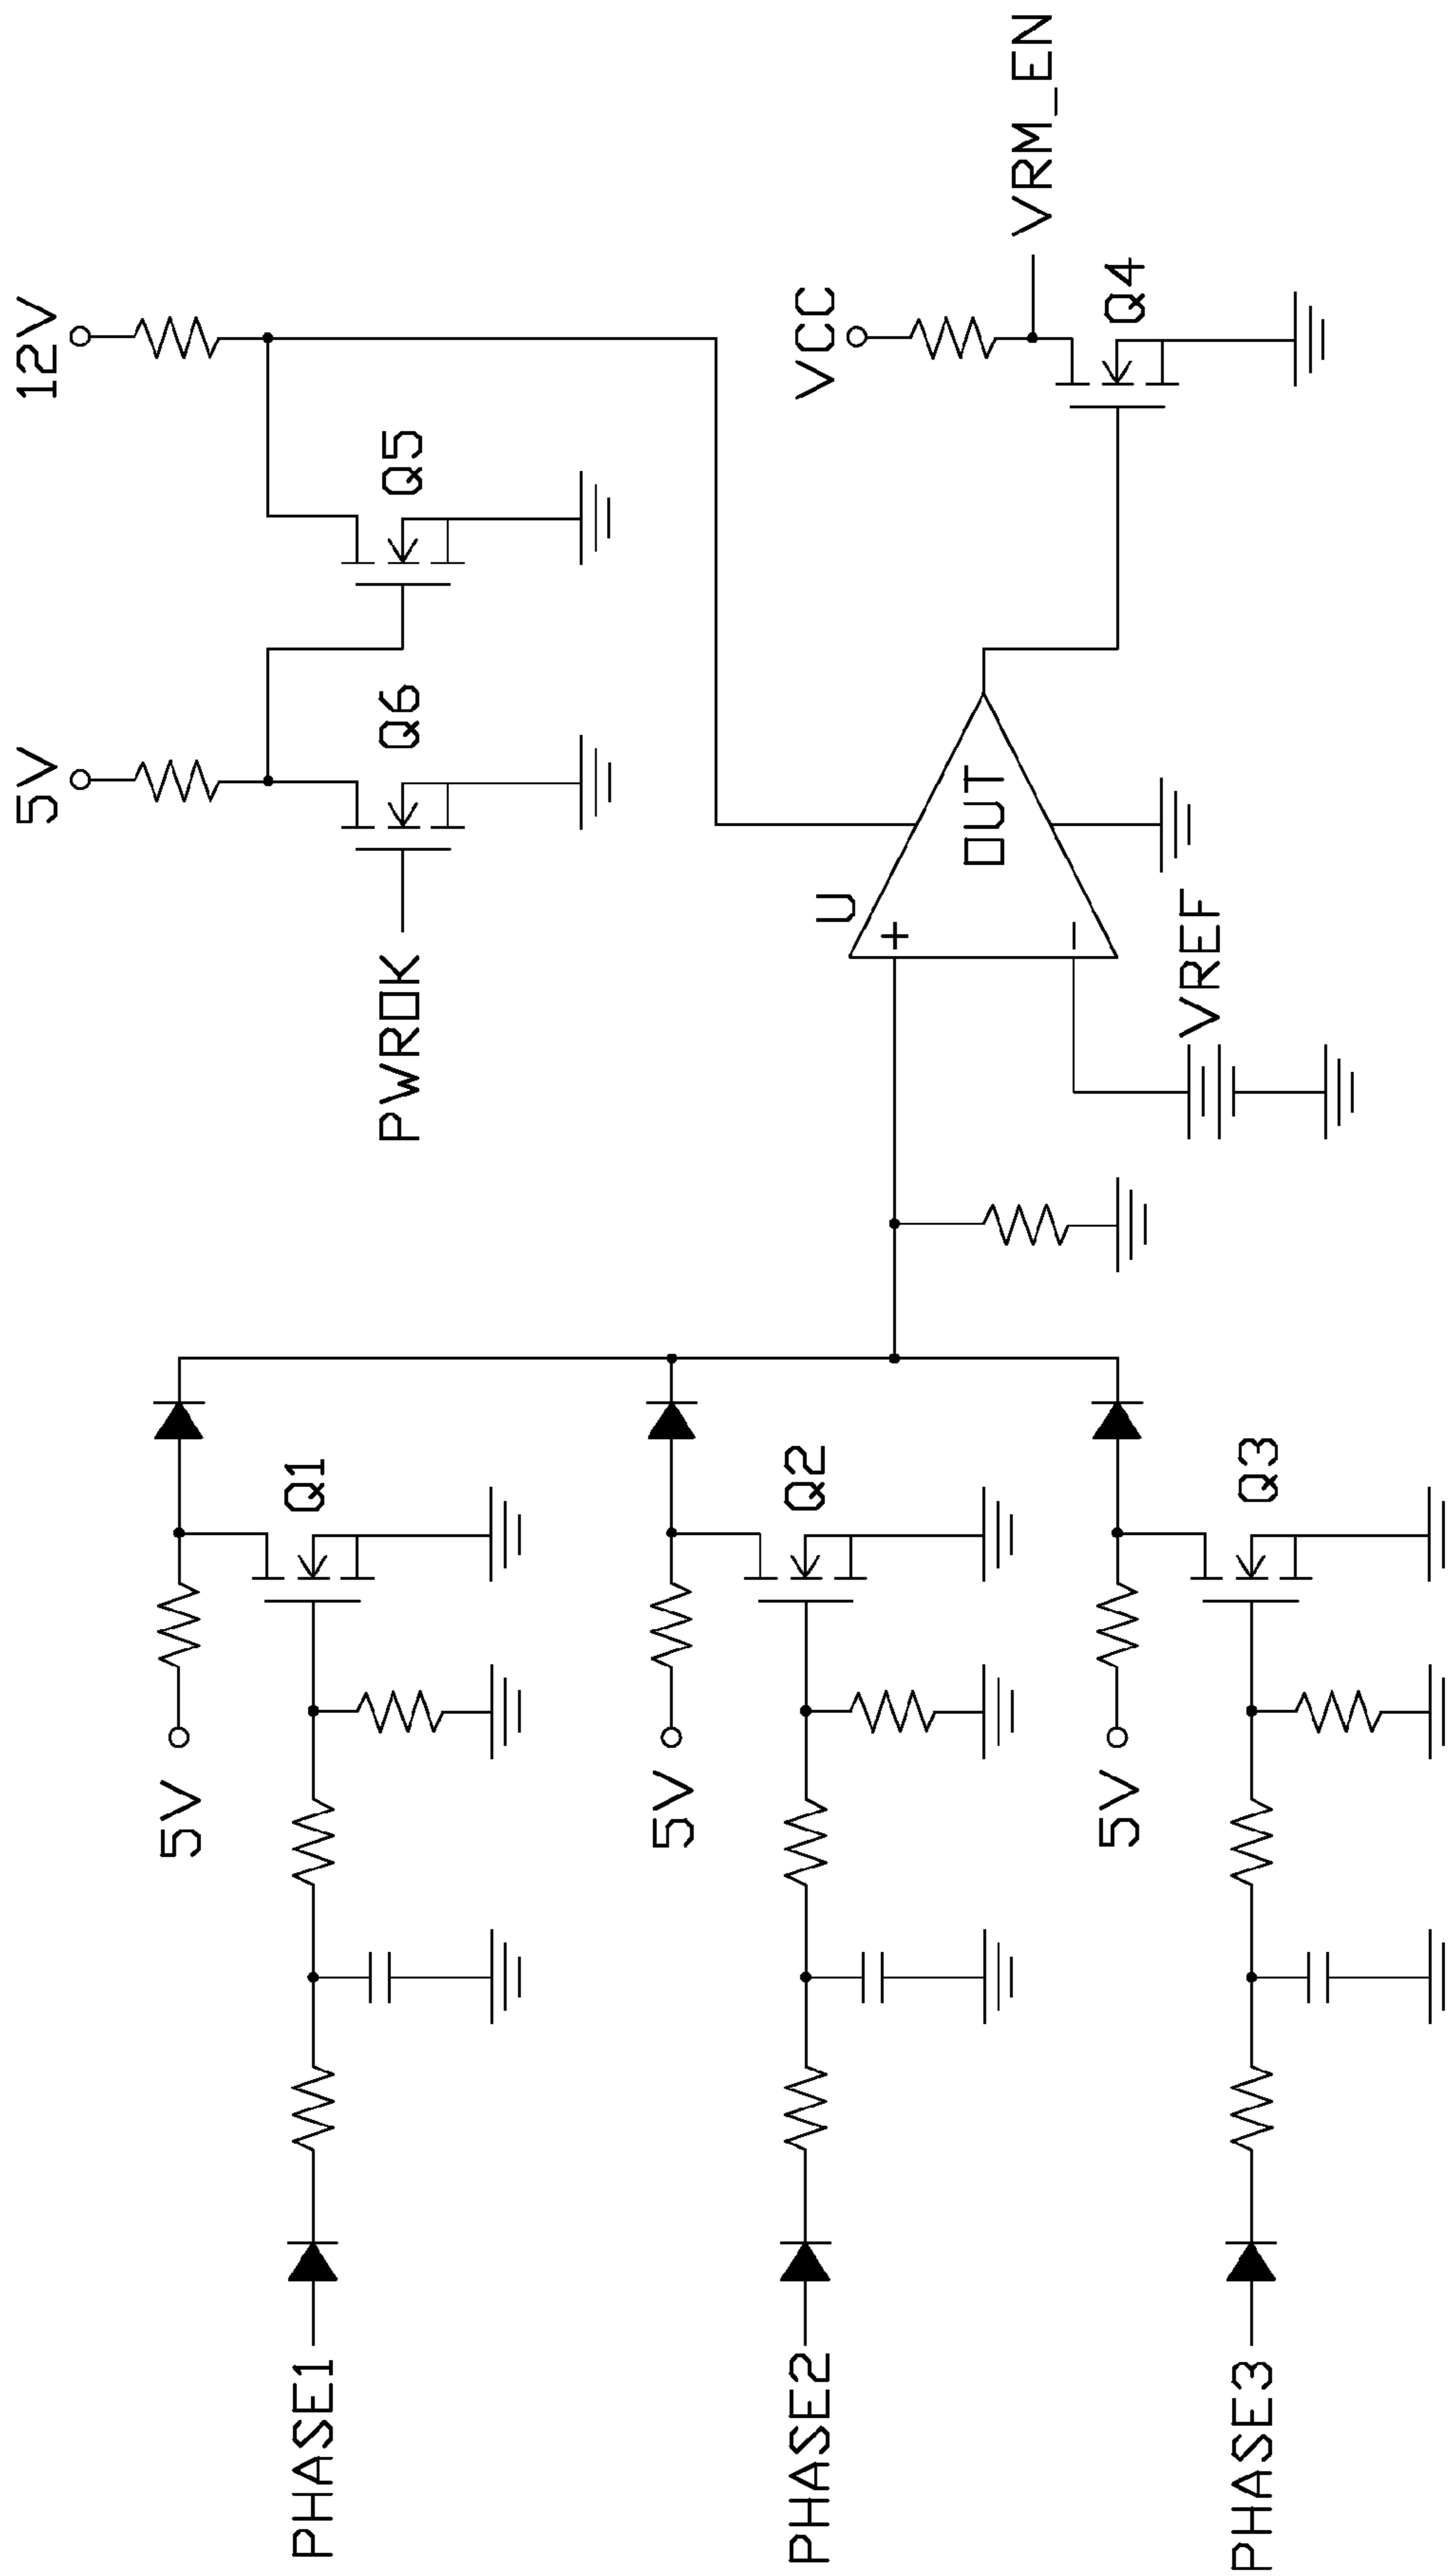 5V
12V
Q6
Q5
PWROK
VCC
VRM_EN
Q4
U
+
OUT
-
VREF
5V
Q1
PHASE1
5V
Q2
PHASE2
5V
Q3
PHASE3